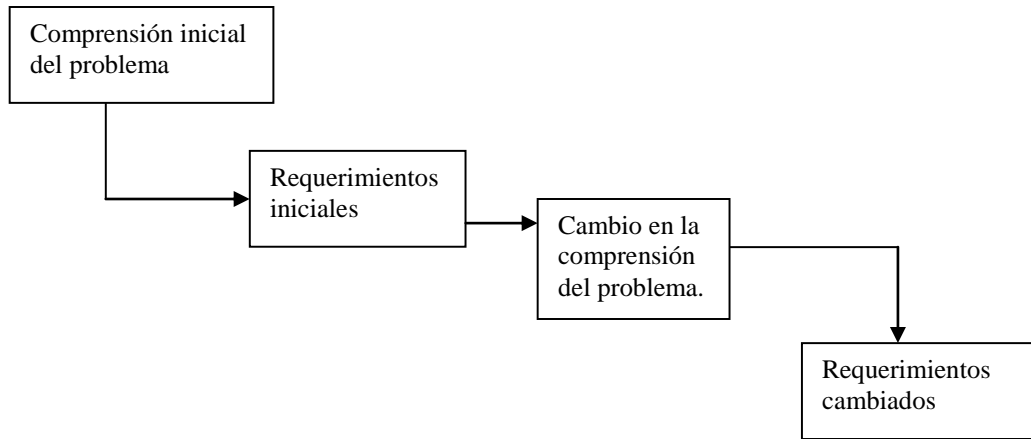 Comprensión inicial
del problema
Requerimientos
iniciales
Cambio en la
comprensión
del problema.
Requerimientos
cambiados